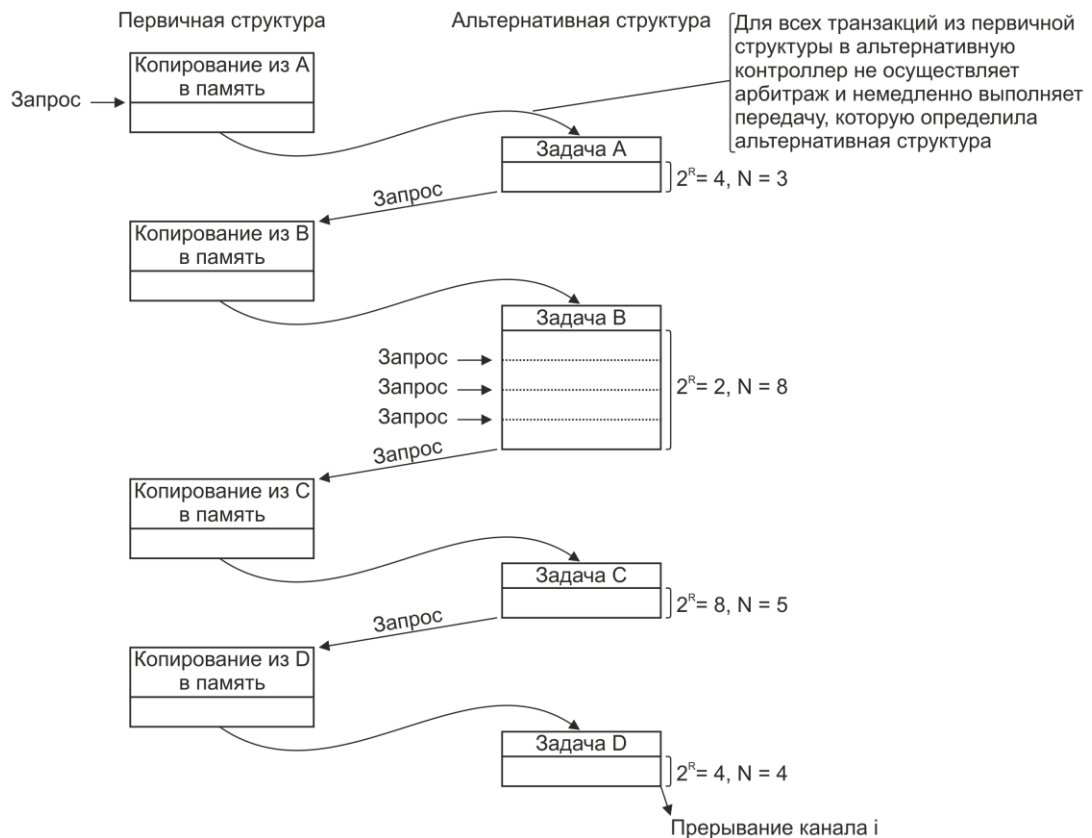 Первичная структура
Альтернативная структура
Для всех транзакций из первичной
структуры в альтернативную
контроллер не осуществляет
арбитраж и немедленно выполняет
передачу, которую определила
альтернативная структура
Копирование из A
в память
Запрос
Задача A
2ᴿ= 4, N = 3
Запрос
Копирование из B
в память
Задача B
Запрос
Запрос
Запрос
2ᴿ= 2, N = 8
Запрос
Копирование из C
в память
Задача C
2ᴿ= 8, N = 5
Запрос
Копирование из D
в память
Задача D
2ᴿ= 4, N = 4
Прерывание канала i